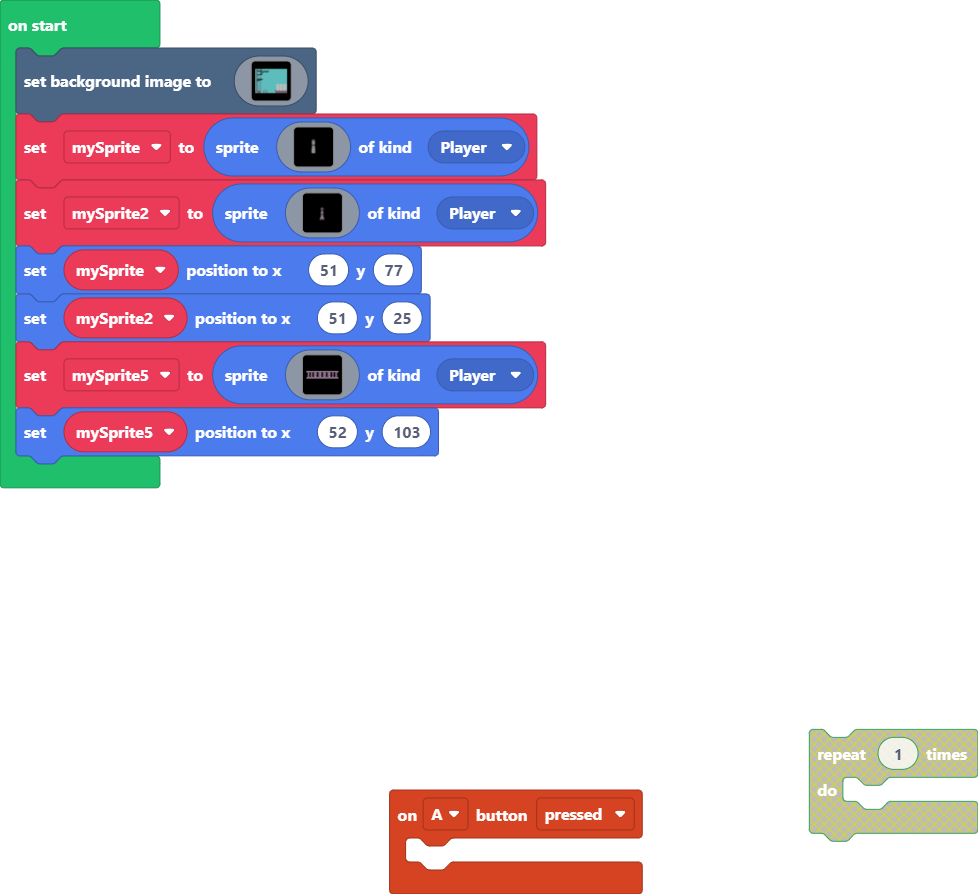 on start
set background image to
set mySprite to sprite of kind Player
set mySprite2 to sprite of kind Player
set mySprite position to x 51 y 77
set mySprite2 position to x 51 y 25
set mySprite5 to sprite of kind Player
set mySprite5 position to x 52 y 103
repeat 1 times
do
on A button pressed